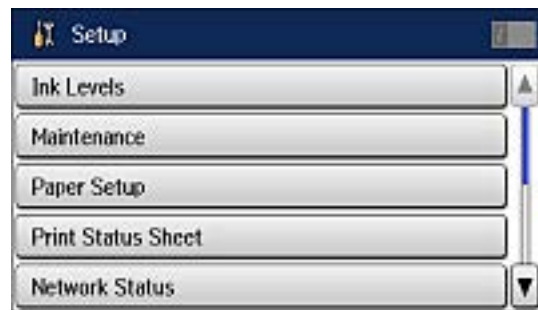 Setup
Ink Levels
Maintenance
Paper Setup
Print Status Sheet
Network Status